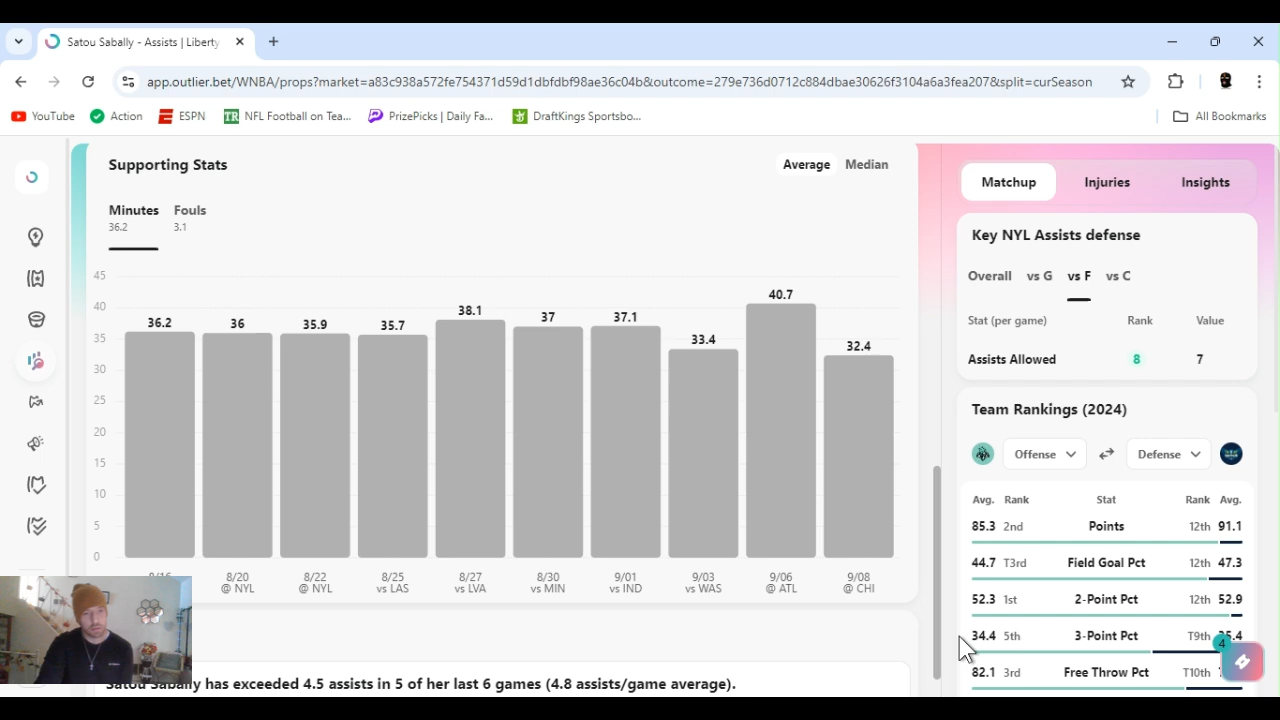 Satou Sabally - Assists | Liberty
app.outlier.bet/WNBA/props?market=a83c938a572fe754371d59d1dbfdbf98ae36c04b&outcome=279e736d0712c884dbae30626f3104a6a3fea207&split=curSeason
YouTube Action ESPN NFL Football on Tea... PrizePicks | Daily Fa... DraftKings Sportsbo... All Bookmarks
Supporting Stats Average Median
Minutes Fouls
36.2 3.1
45
40
35
30
25
20
15
10
5
0
36.2 36 35.9 35.7 38.1 37 37.1 33.4 40.7 32.4
8/20 8/22 8/25 8/27 8/30 9/01 9/03 9/06 9/08
@ NYL @ NYL vs LAS vs LVA vs MIN vs IND vs WAS @ ATL @ CHI
Satou Sabally has exceeded 4.5 assists in 5 of her last 6 games (4.8 assists/game average).
Matchup Injuries Insights
Key NYL Assists defense
Overall vs G vs F vs C
Stat (per game) Rank Value
Assists Allowed 8 7
Team Rankings (2024)
Offense Defense
Avg. Rank Stat Rank Avg.
85.3 2nd Points 12th 91.1
44.7 T3rd Field Goal Pct 12th 47.3
52.3 1st 2-Point Pct 12th 52.9
34.4 5th 3-Point Pct T9th
4
82.1 3rd Free Throw Pct T10th